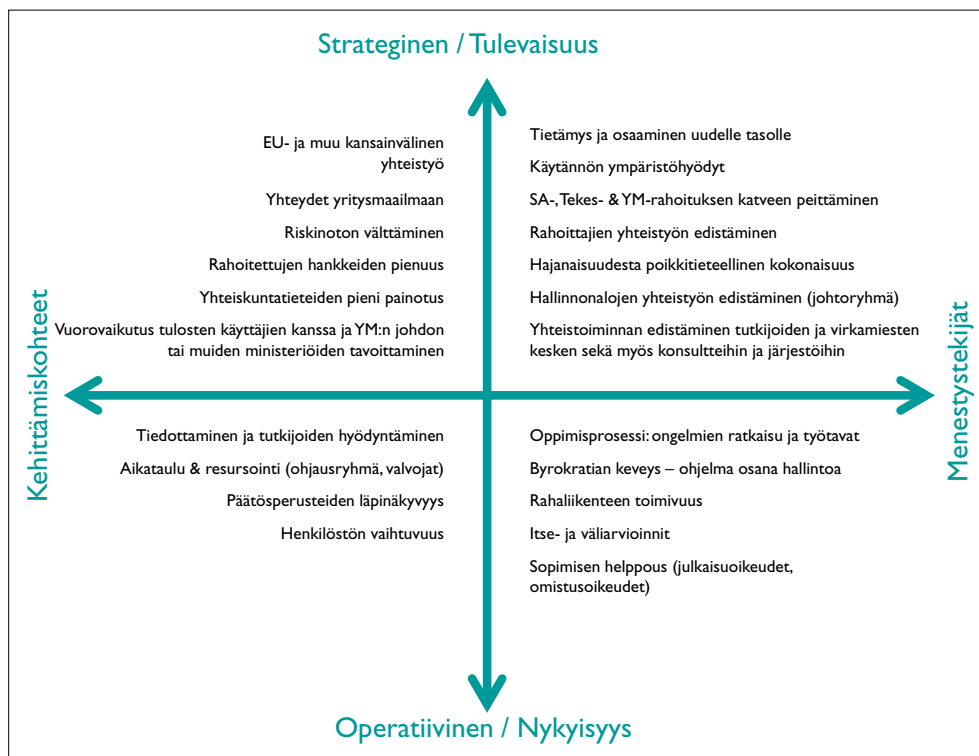 Strateginen / Tulevaisuus
EU- ja muu kansainvälinen
yhteistyö
Yhteydet yritysmaailmaan
Riskinoton välttäminen
Rahoitettujen hankkeiden pienuus
Yhteiskuntatieteiden pieni painotus
Vuorovaikutus tulosten käyttäjien kanssa ja YM:n johdon
tai muiden ministeriöiden tavoittaminen
Tietämys ja osaaminen uudelle tasolle
Käytännön ympäristöhyödyt
SA-, Tekes- & YM-rahoituksen katveen peittäminen
Rahoittajien yhteistyön edistäminen
Hajanaisuudesta poikkitieteellinen kokonaisuus
Hallinnonalojen yhteistyön edistäminen (johtoryhmä)
Yhteistoiminnan edistäminen tutkijoiden ja virkamiesten
kesken sekä myös konsultteihin ja järjestöihin
Kehittämiskohteet
Menestystekijät
Tiedottaminen ja tutkijoiden hyödyntäminen
Aikataulu & resursointi (ohjausryhmä, valvojat)
Päätösperusteiden läpinäkyvyys
Henkilöstön vaihtuvuus
Oppimisprosessi: ongelmien ratkaisu ja työtavat
Byrokratian keveys – ohjelma osana hallintoa
Rahaliikenteen toimivuus
Itse- ja väliarvioinnit
Sopimisen helppous (julkaisuoikeudet,
omistusoikeudet)
Operatiivinen / Nykyisyys